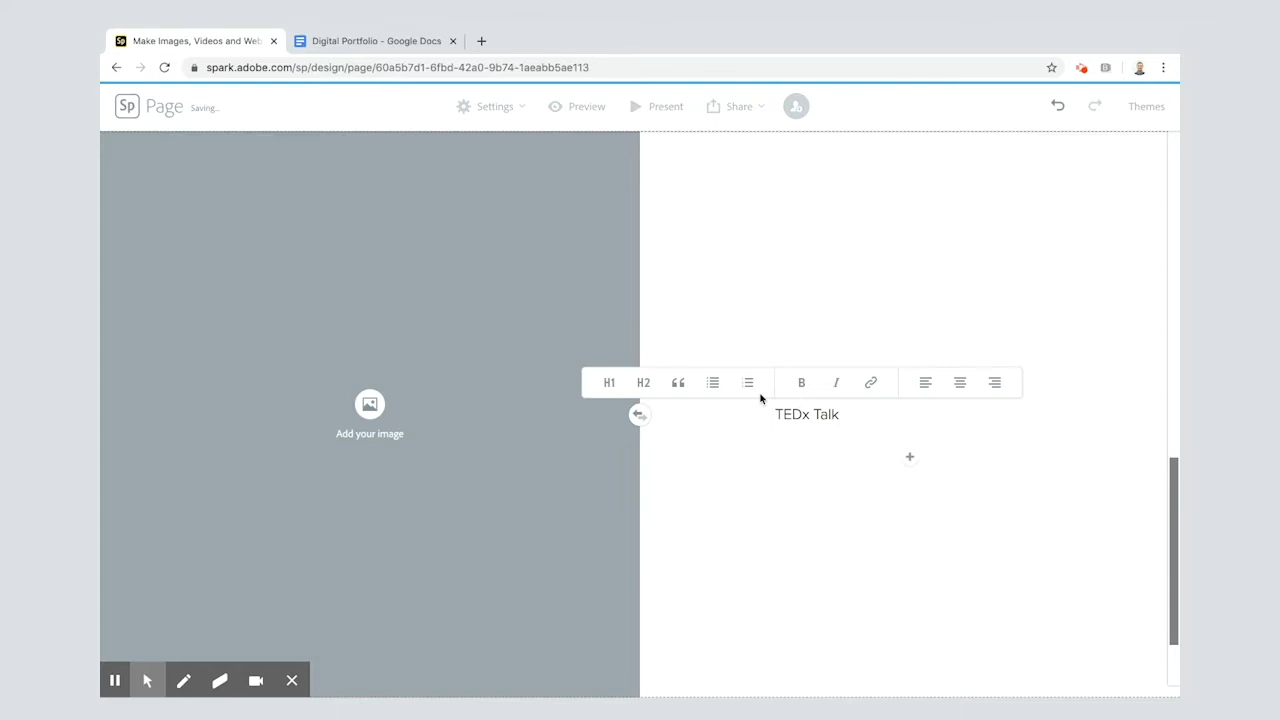 Make Images, Videos and Web
Digital Portfolio - Google Docs
spark.adobe.com/sp/design/page/60a5b7d1-6fbd-42a0-9b74-1aeabb5ae113
Sp Page Saving... Settings Preview Present Share Themes
H1 H2 B I
TEDx Talk
Add your image